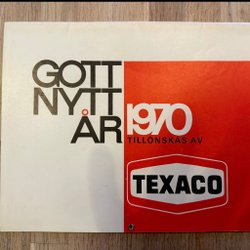 GOTT
NYTT
ÅR 1970
TILLÖNSKAS AV
TEXACO